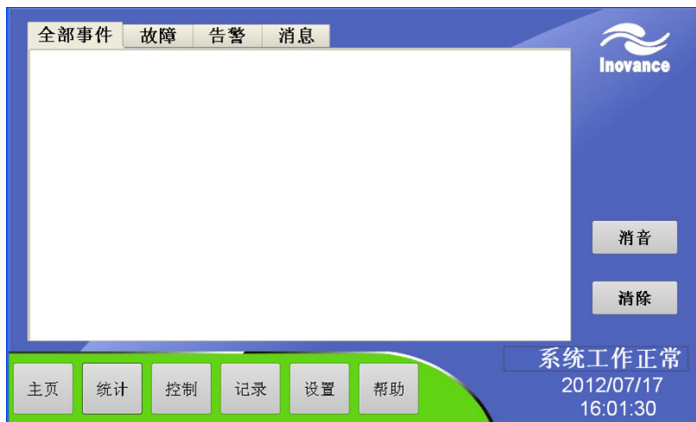 全部事件 故障 告警 消息
Inovance
消音
清除
系统工作正常
主页 统计 控制 记录 设置 帮助
2012/07/17
16:01:30